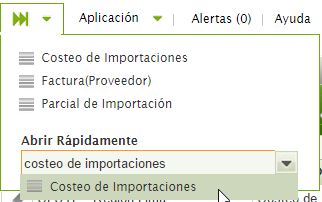 Aplicación Alertas (0) Ayuda
Costeo de Importaciones
Factura(Proveedor)
Parcial de Importación
Abrir Rápidamente
costeo de importaciones
Costeo de Importaciones